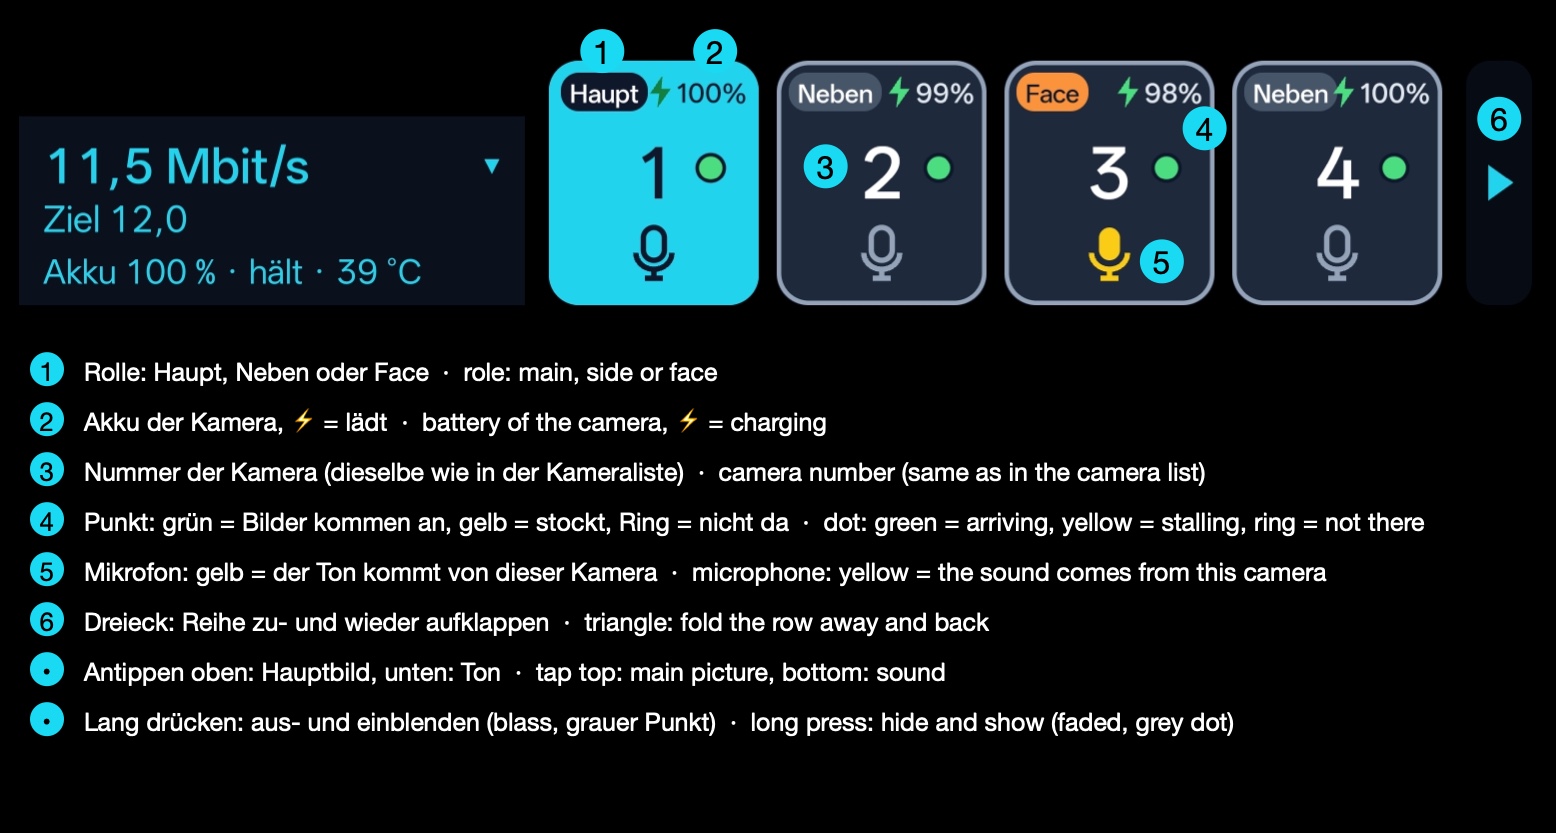 1 2
Haupt ⚡ 100% Neben ⚡ 99% Face ⚡ 98% Neben ⚡ 100%
11,5 Mbit/s ▼
1 3 2 3 4 4 6
Ziel 12,0
Akku 100 % · hält · 39 °C
5
1 Rolle: Haupt, Neben oder Face · role: main, side or face
2 Akku der Kamera, ⚡ = lädt · battery of the camera, ⚡ = charging
3 Nummer der Kamera (dieselbe wie in der Kameraliste) · camera number (same as in the camera list)
4 Punkt: grün = Bilder kommen an, gelb = stockt, Ring = nicht da · dot: green = arriving, yellow = stalling, ring = not there
5 Mikrofon: gelb = der Ton kommt von dieser Kamera · microphone: yellow = the sound comes from this camera
6 Dreieck: Reihe zu- und wieder aufklappen · triangle: fold the row away and back
• Antippen oben: Hauptbild, unten: Ton · tap top: main picture, bottom: sound
• Lang drücken: aus- und einblenden (blass, grauer Punkt) · long press: hide and show (faded, grey dot)